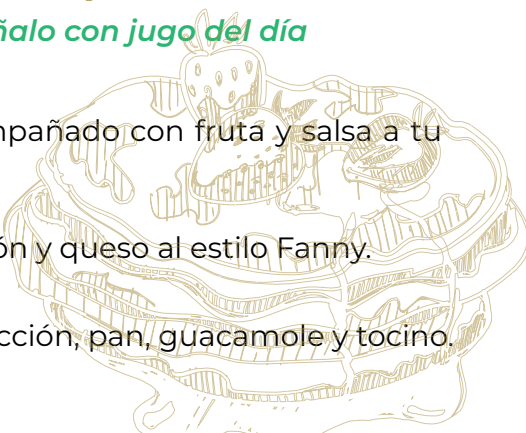 ñalo con jugo del día
mpañado con fruta y salsa a tu
ón y queso al estilo Fanny.
cción, pan, guacamole y tocino.